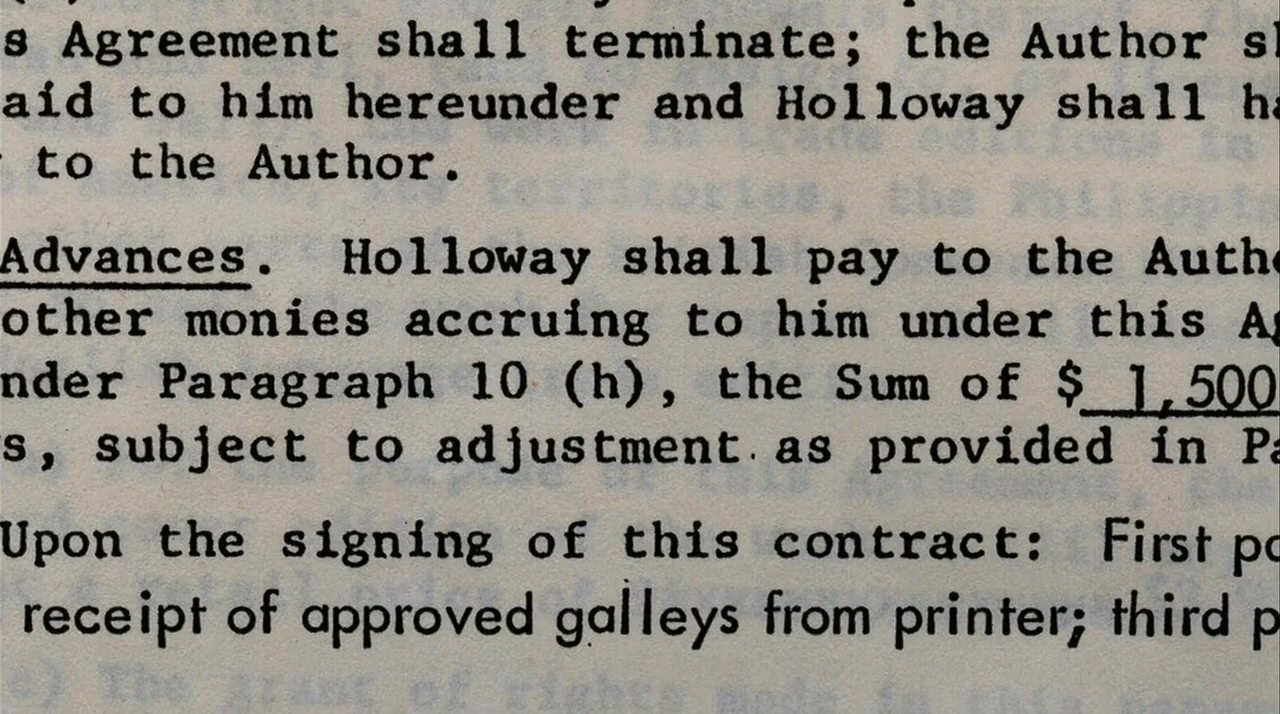 s Agreement shall terminate; the Author s
aid to him hereunder and Holloway shall h
to the Author.
Advances. Holloway shall pay to the Auth
other monies accruing to him under this A
nder Paragraph 10 (h), the Sum of $ 1,500
s, subject to adjustment as provided in Pa
Upon the signing of this contract: First po
receipt of approved galleys from printer; third p